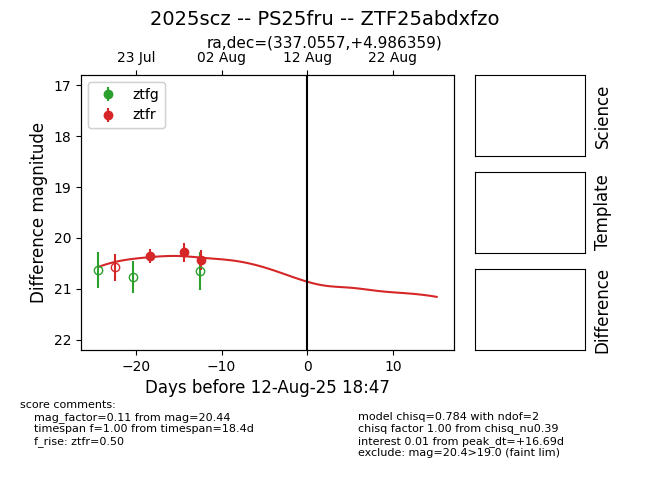 2025scz -- PS25fru -- ZTF25abdxfzo
ra,dec=(337.0557,+4.986359)
23 Jul
02 Aug
12 Aug
22 Aug
17
18
19
20
21
22
Difference magnitude
ztfg
ztfr
−20
−10
0
10
Days before 12-Aug-25 18:47
Science
Template
Difference
score comments:
mag_factor=0.11 from mag=20.44
timespan f=1.00 from timespan=18.4d
f_rise: ztfr=0.50
model chisq=0.784 with ndof=2
chisq factor 1.00 from chisq_nu0.39
interest 0.01 from peak_dt=+16.69d
exclude: mag=20.4>19.0 (faint lim)